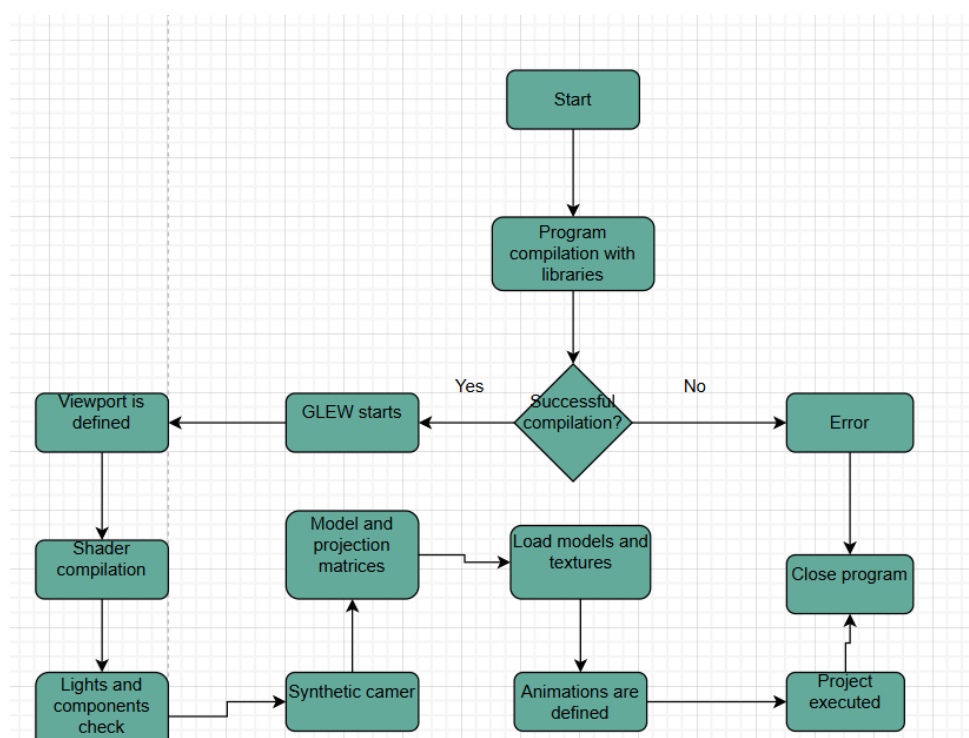 Start
Program
compilation with
libraries
Yes
No
Successful
compilation?
GLEW starts
Viewport is
defined
Error
Shader
compilation
Model and
projection
matrices
Load models and
textures
Close program
Lights and
components
check
Synthetic camer
Animations are
defined
Project
executed